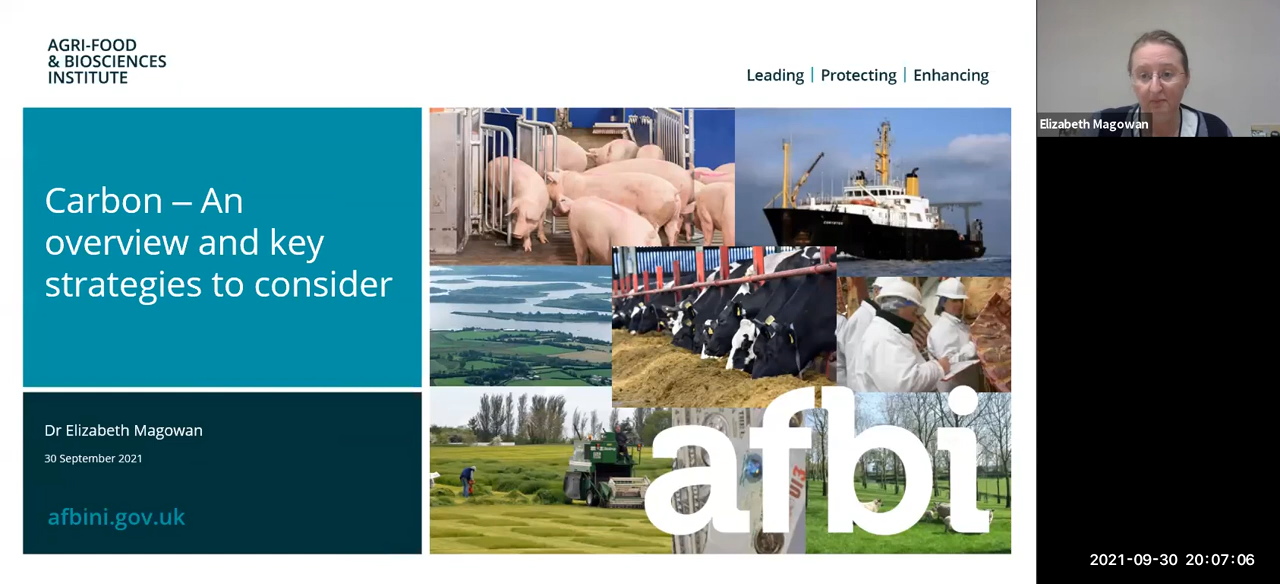 AGRI-FOOD
& BIOSCIENCES
INSTITUTE
Leading | Protecting | Enhancing
Carbon – An
overview and key
strategies to consider
Dr Elizabeth Magowan
30 September 2021
afbini.gov.uk
afbi
Elizabeth Magowan
2021-09-30 20:07:06